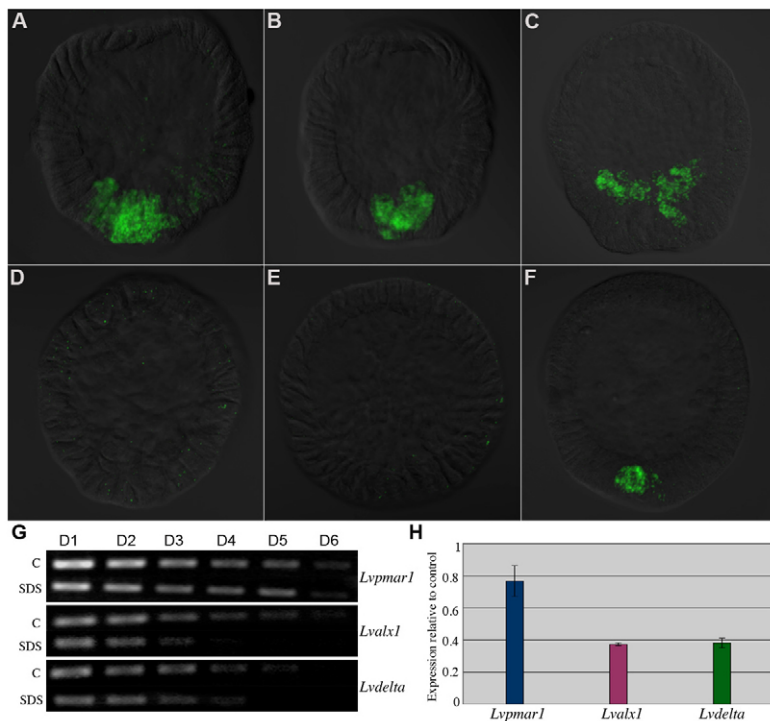 A
B
C
D
E
F
G
D1 D2 D3 D4 D5 D6
C
Lvpmar1
SDS
C
Lvalx1
SDS
C
Lvdelta
SDS
H
Expression relative to control
1
0.8
0.6
0.4
0.2
0
Lvpmar1 Lvalx1 Lvdelta